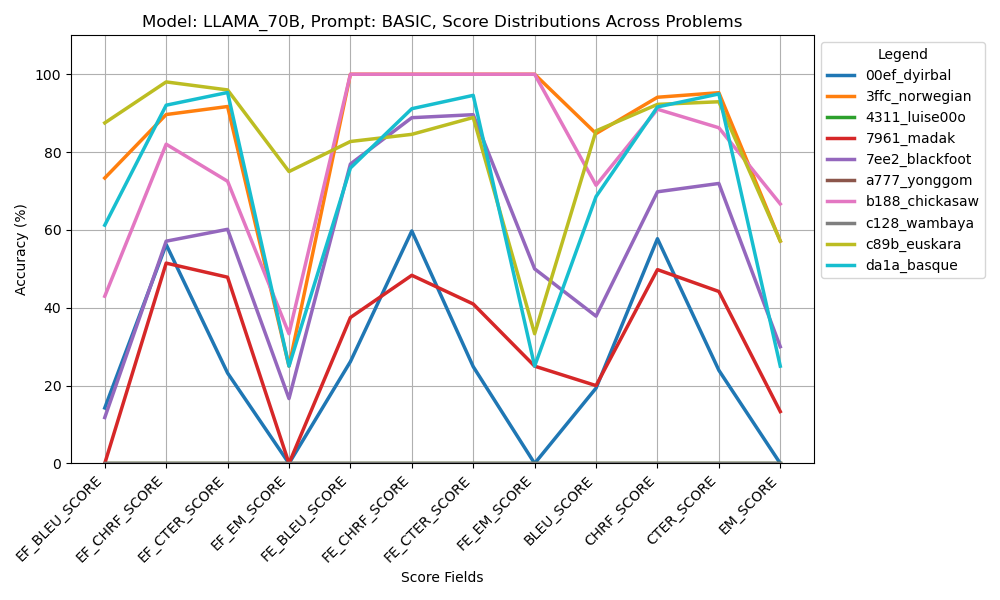 Model: LLAMA_70B, Prompt: BASIC, Score Distributions Across Problems
Accuracy (%)
100
80
60
40
20
0
EF_BLEU_SCORE
EF_CHRF_SCORE
EF_CTER_SCORE
EF_EM_SCORE
FE_BLEU_SCORE
FE_CHRF_SCORE
FE_CTER_SCORE
FE_EM_SCORE
BLEU_SCORE
CHRF_SCORE
CTER_SCORE
EM_SCORE
Score Fields
Legend
00ef_dyirbal
3ffc_norwegian
4311_luise00o
7961_madak
7ee2_blackfoot
a777_yonggom
b188_chickasaw
c128_wambaya
c89b_euskara
da1a_basque